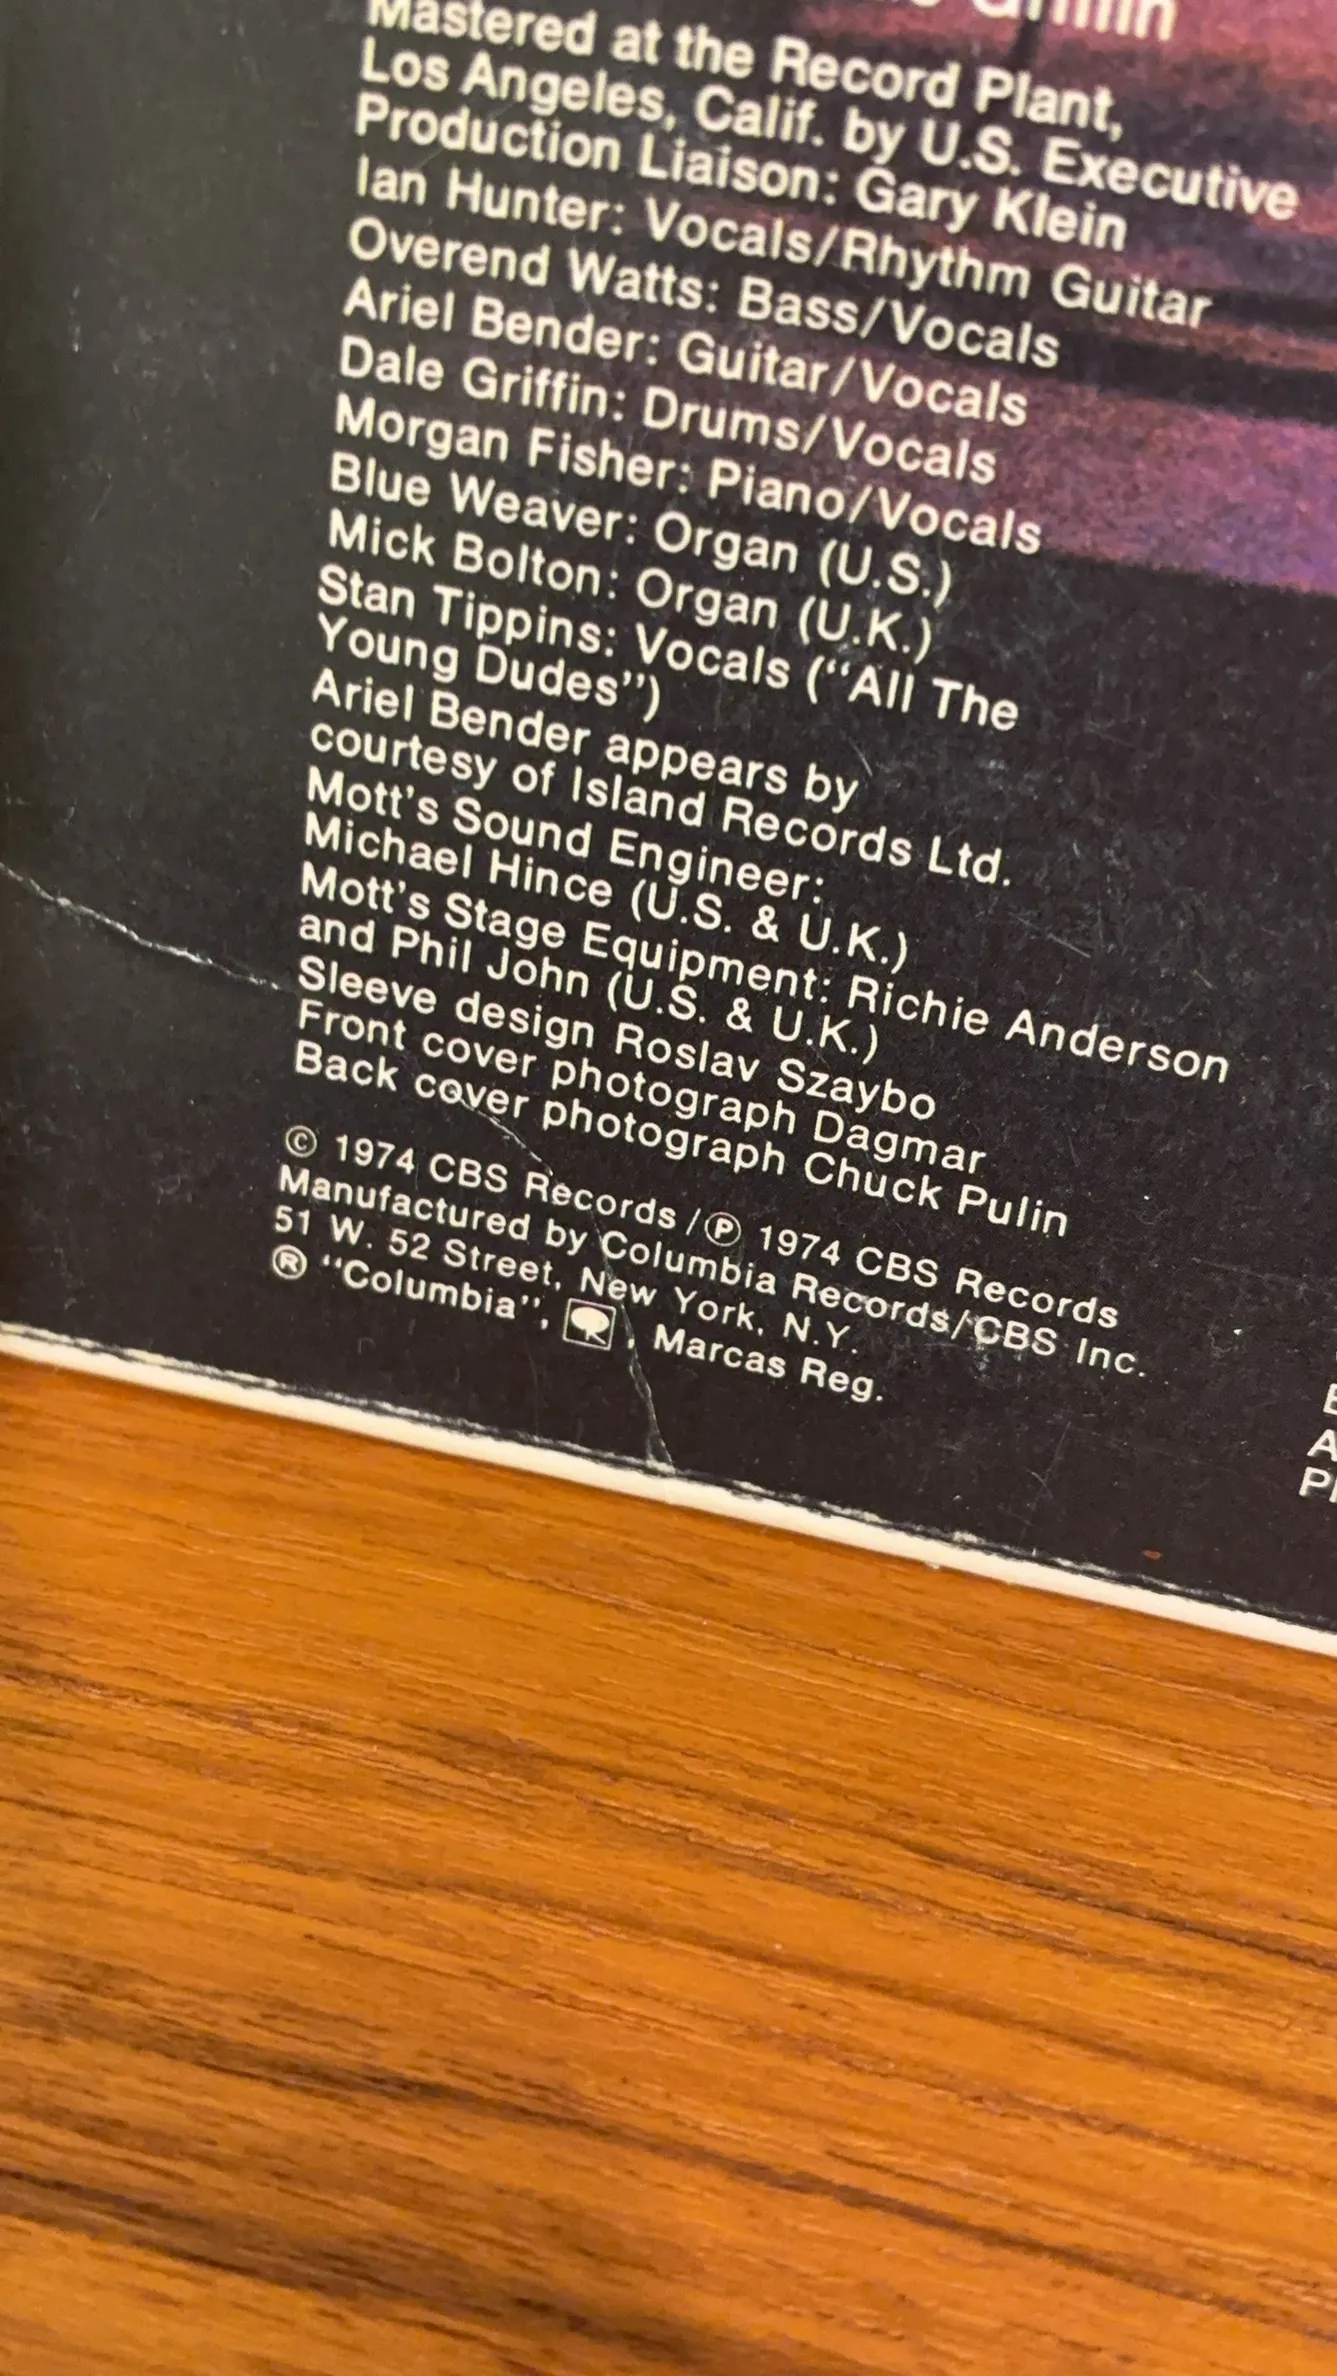 Griffin
Mastered at the Record Plant,
Los Angeles, Calif. by U.S. Executive
Production Liaison: Gary Klein
Ian Hunter: Vocals/Rhythm Guitar
Overend Watts: Bass/Vocals
Ariel Bender: Guitar/Vocals
Dale Griffin: Drums/Vocals
Morgan Fisher: Piano/Vocals
Blue Weaver: Organ (U.S.)
Mick Bolton: Organ (U.K.)
Stan Tippins: Vocals ("All The
Young Dudes")
Ariel Bender appears by
courtesy of Island Records Ltd.
Mott's Sound Engineer:
Michael Hince (U.S. & U.K.)
Mott's Stage Equipment: Richie Anderson
and Phil John (U.S. & U.K.)
Sleeve design Roslav Szaybo
Front cover photograph Dagmar
Back cover photograph Chuck Pulin
© 1974 CBS Records/℗ 1974 CBS Records
Manufactured by Columbia Records/CBS Inc.
51 W. 52 Street, New York, N.Y.
® "Columbia", , Marcas Reg.